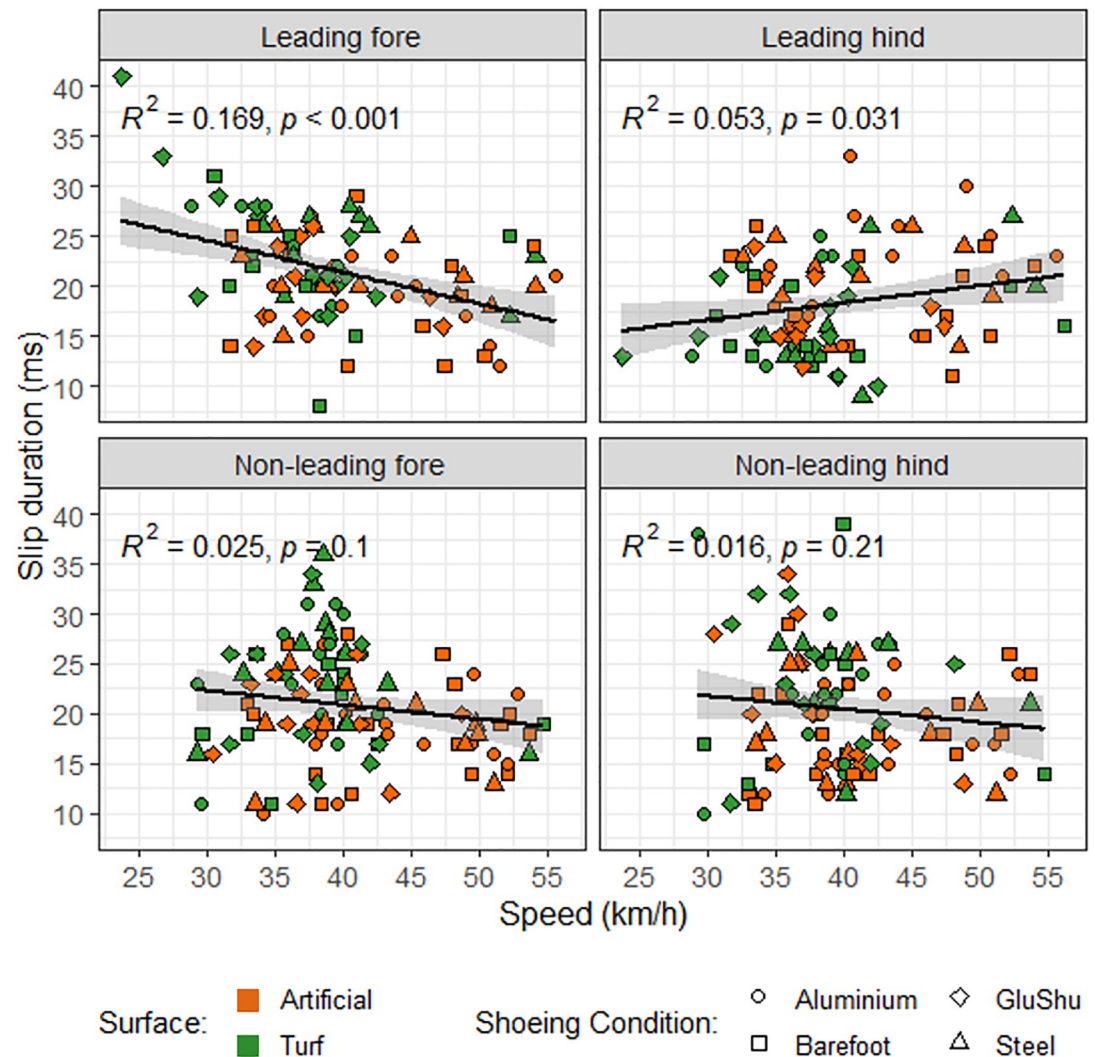 Leading fore
Leading hind
R² = 0.169, p < 0.001
R² = 0.053, p = 0.031
40
35
30
25
20
15
10
Slip duration (ms)
Non-leading fore
Non-leading hind
R² = 0.025, p = 0.1
R² = 0.016, p = 0.21
40
35
30
25
20
15
10
25 30 35 40 45 50 55
25 30 35 40 45 50 55
Speed (km/h)
Surface:
Artificial
Turf
Shoeing Condition:
Aluminium
GluShu
Barefoot
Steel